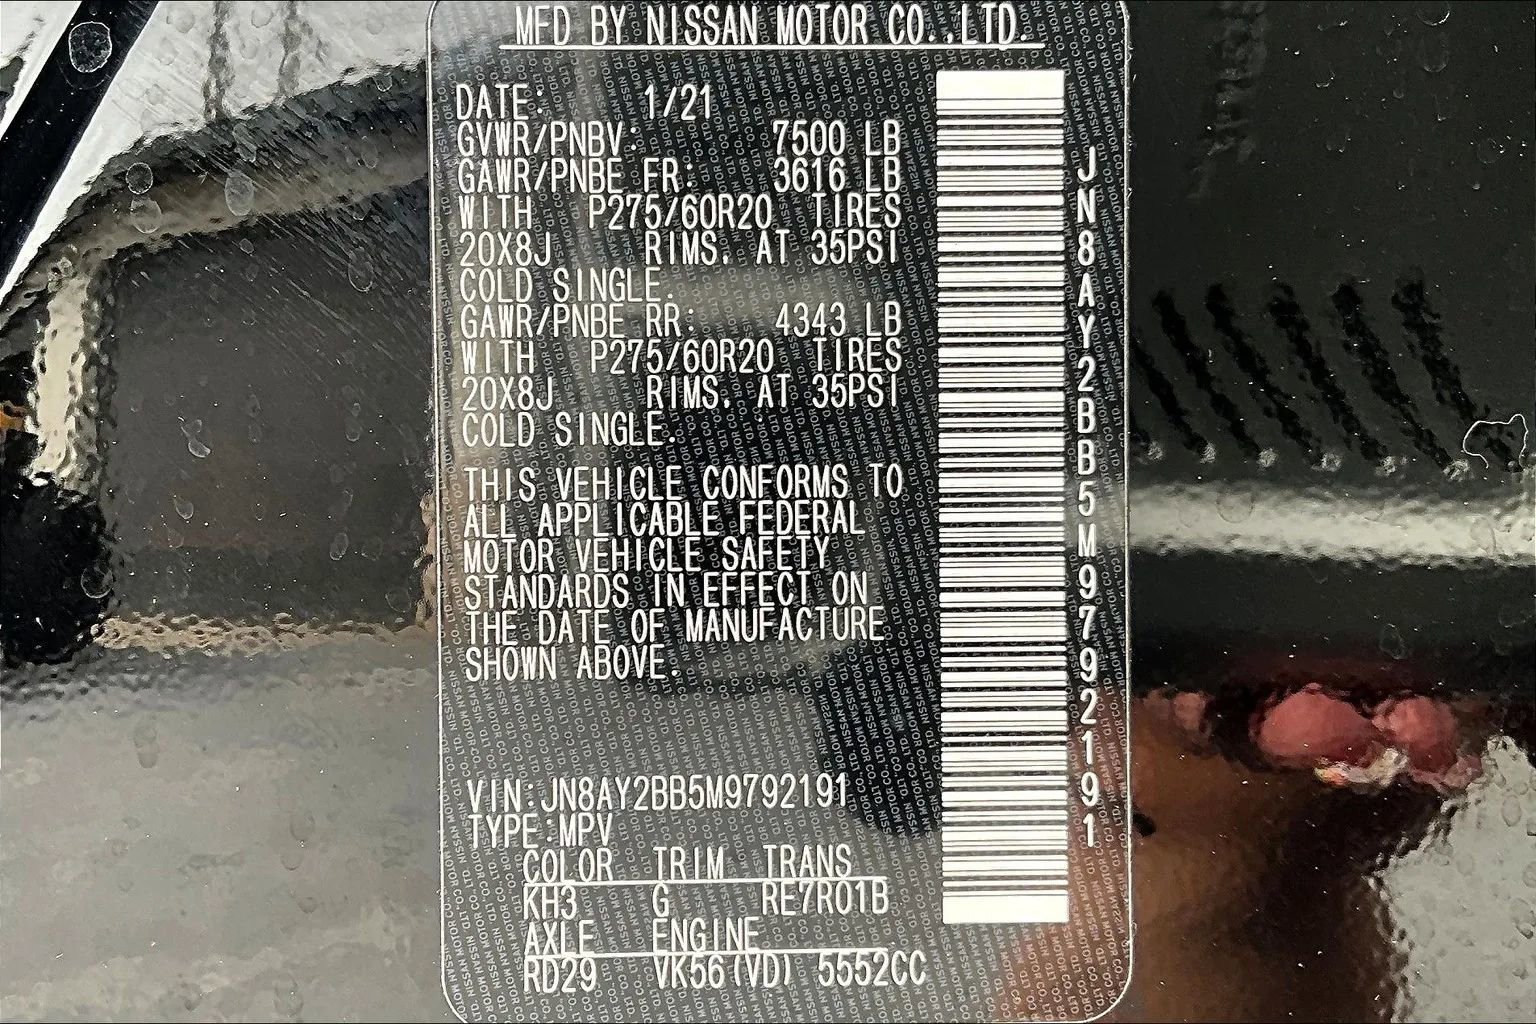 MFD BY NISSAN MOTOR CO.,LTD.
DATE: 1/21
GVWR/PNBV: 7500 LB
GAWR/PNBE FR: 3616 LB
WITH P275/60R20 TIRES
20X8J RIMS. AT 35PSI
COLD SINGLE.
GAWR/PNBE RR: 4343 LB
WITH P275/60R20 TIRES
20X8J RIMS. AT 35PSI
COLD SINGLE.
THIS VEHICLE CONFORMS TO
ALL APPLICABLE FEDERAL
MOTOR VEHICLE SAFETY
STANDARDS IN EFFECT ON
THE DATE OF MANUFACTURE
SHOWN ABOVE.
VIN:JN8AY2BB5M9792191
TYPE:MPV
COLOR TRIM TRANS
KH3 G RE7R01B
AXLE ENGINE
RD29 VK56(VD) 5552CC
JN8AY2BB5M9792191